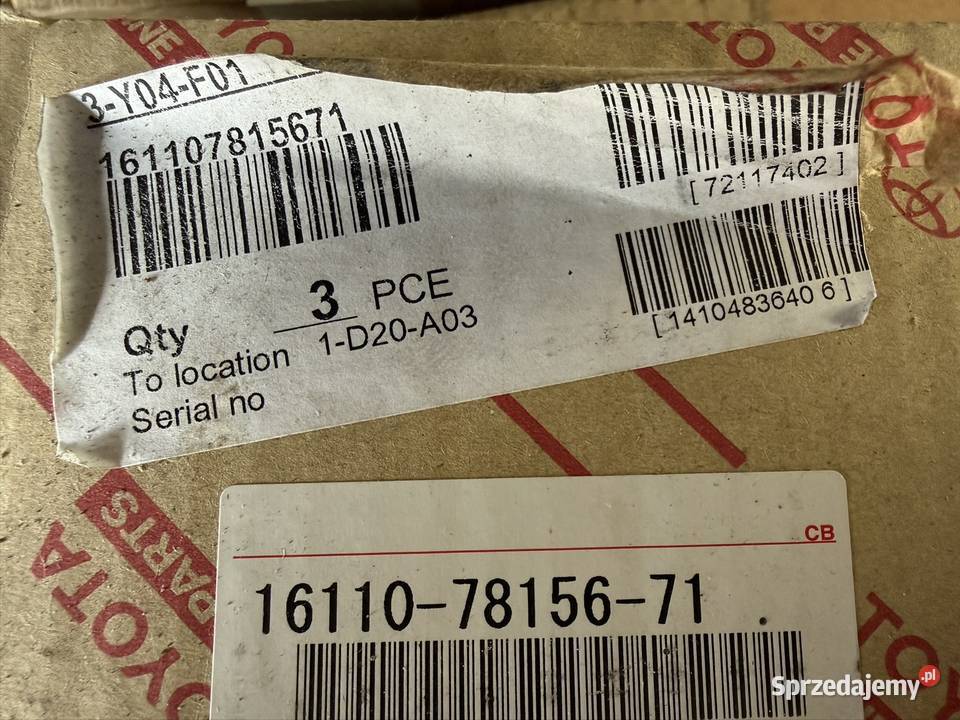 3-Y04-F01
161107815671
[ 72117402 ]
[ 1410483640 6 ]
Qty 3 PCE
To location 1-D20-A03
Serial no
CB
16110-78156-71
TOYOTA
PARTS
Sprzedajemy.pl